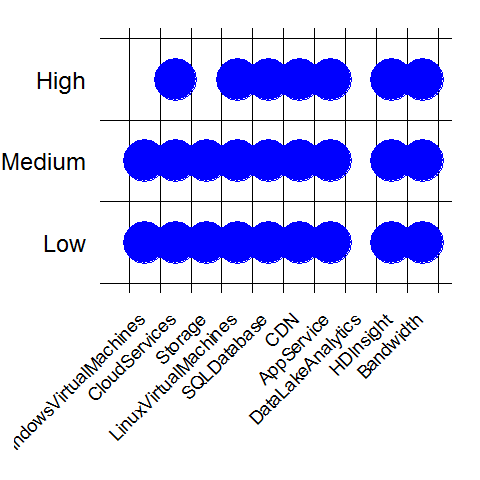 High
Medium
Low
ndowsVirtualMachines
CloudServices
Storage
LinuxVirtualMachines
SQLDatabase
CDN
AppService
DataLakeAnalytics
HDInsight
Bandwidth